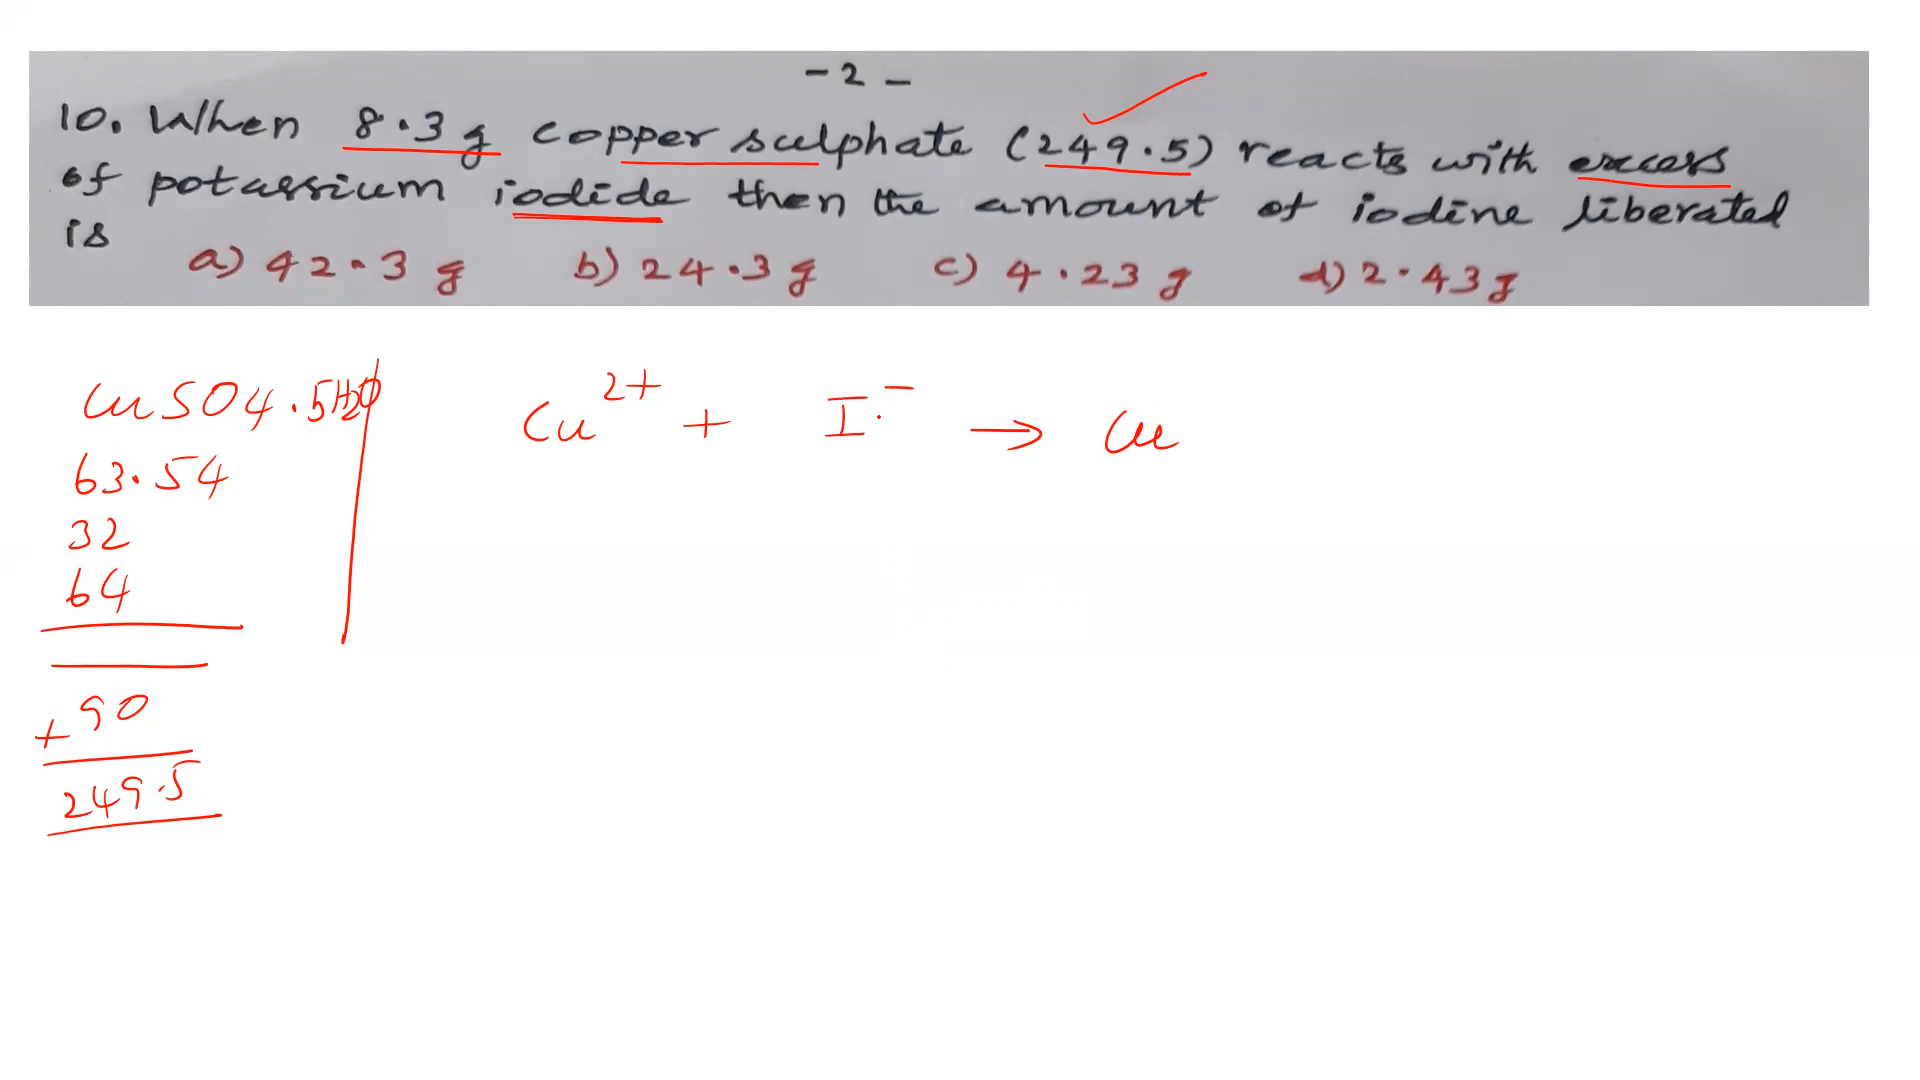 - 2 -
10. When 8.3 g copper sulphate (249.5) reacts with excess
of potassium iodide then the amount of iodine liberated
is
a) 42.3 g b) 24.3 g c) 4.23 g d) 2.43 g
CuSO4.5H2O
63.54
32
64
+90
249.5
Cu2+ + I- → Cu